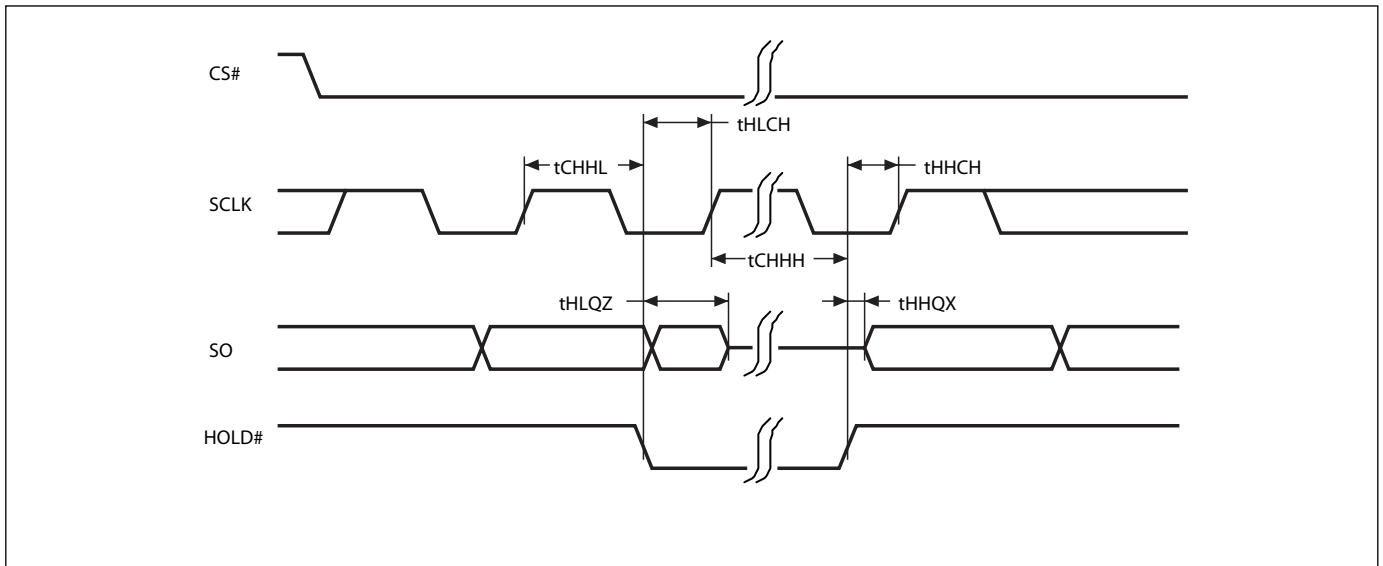 CS#
tHLCH
tCHHL
tHHCH
SCLK
tCHHH
tHLQZ
tHHQX
SO
HOLD#